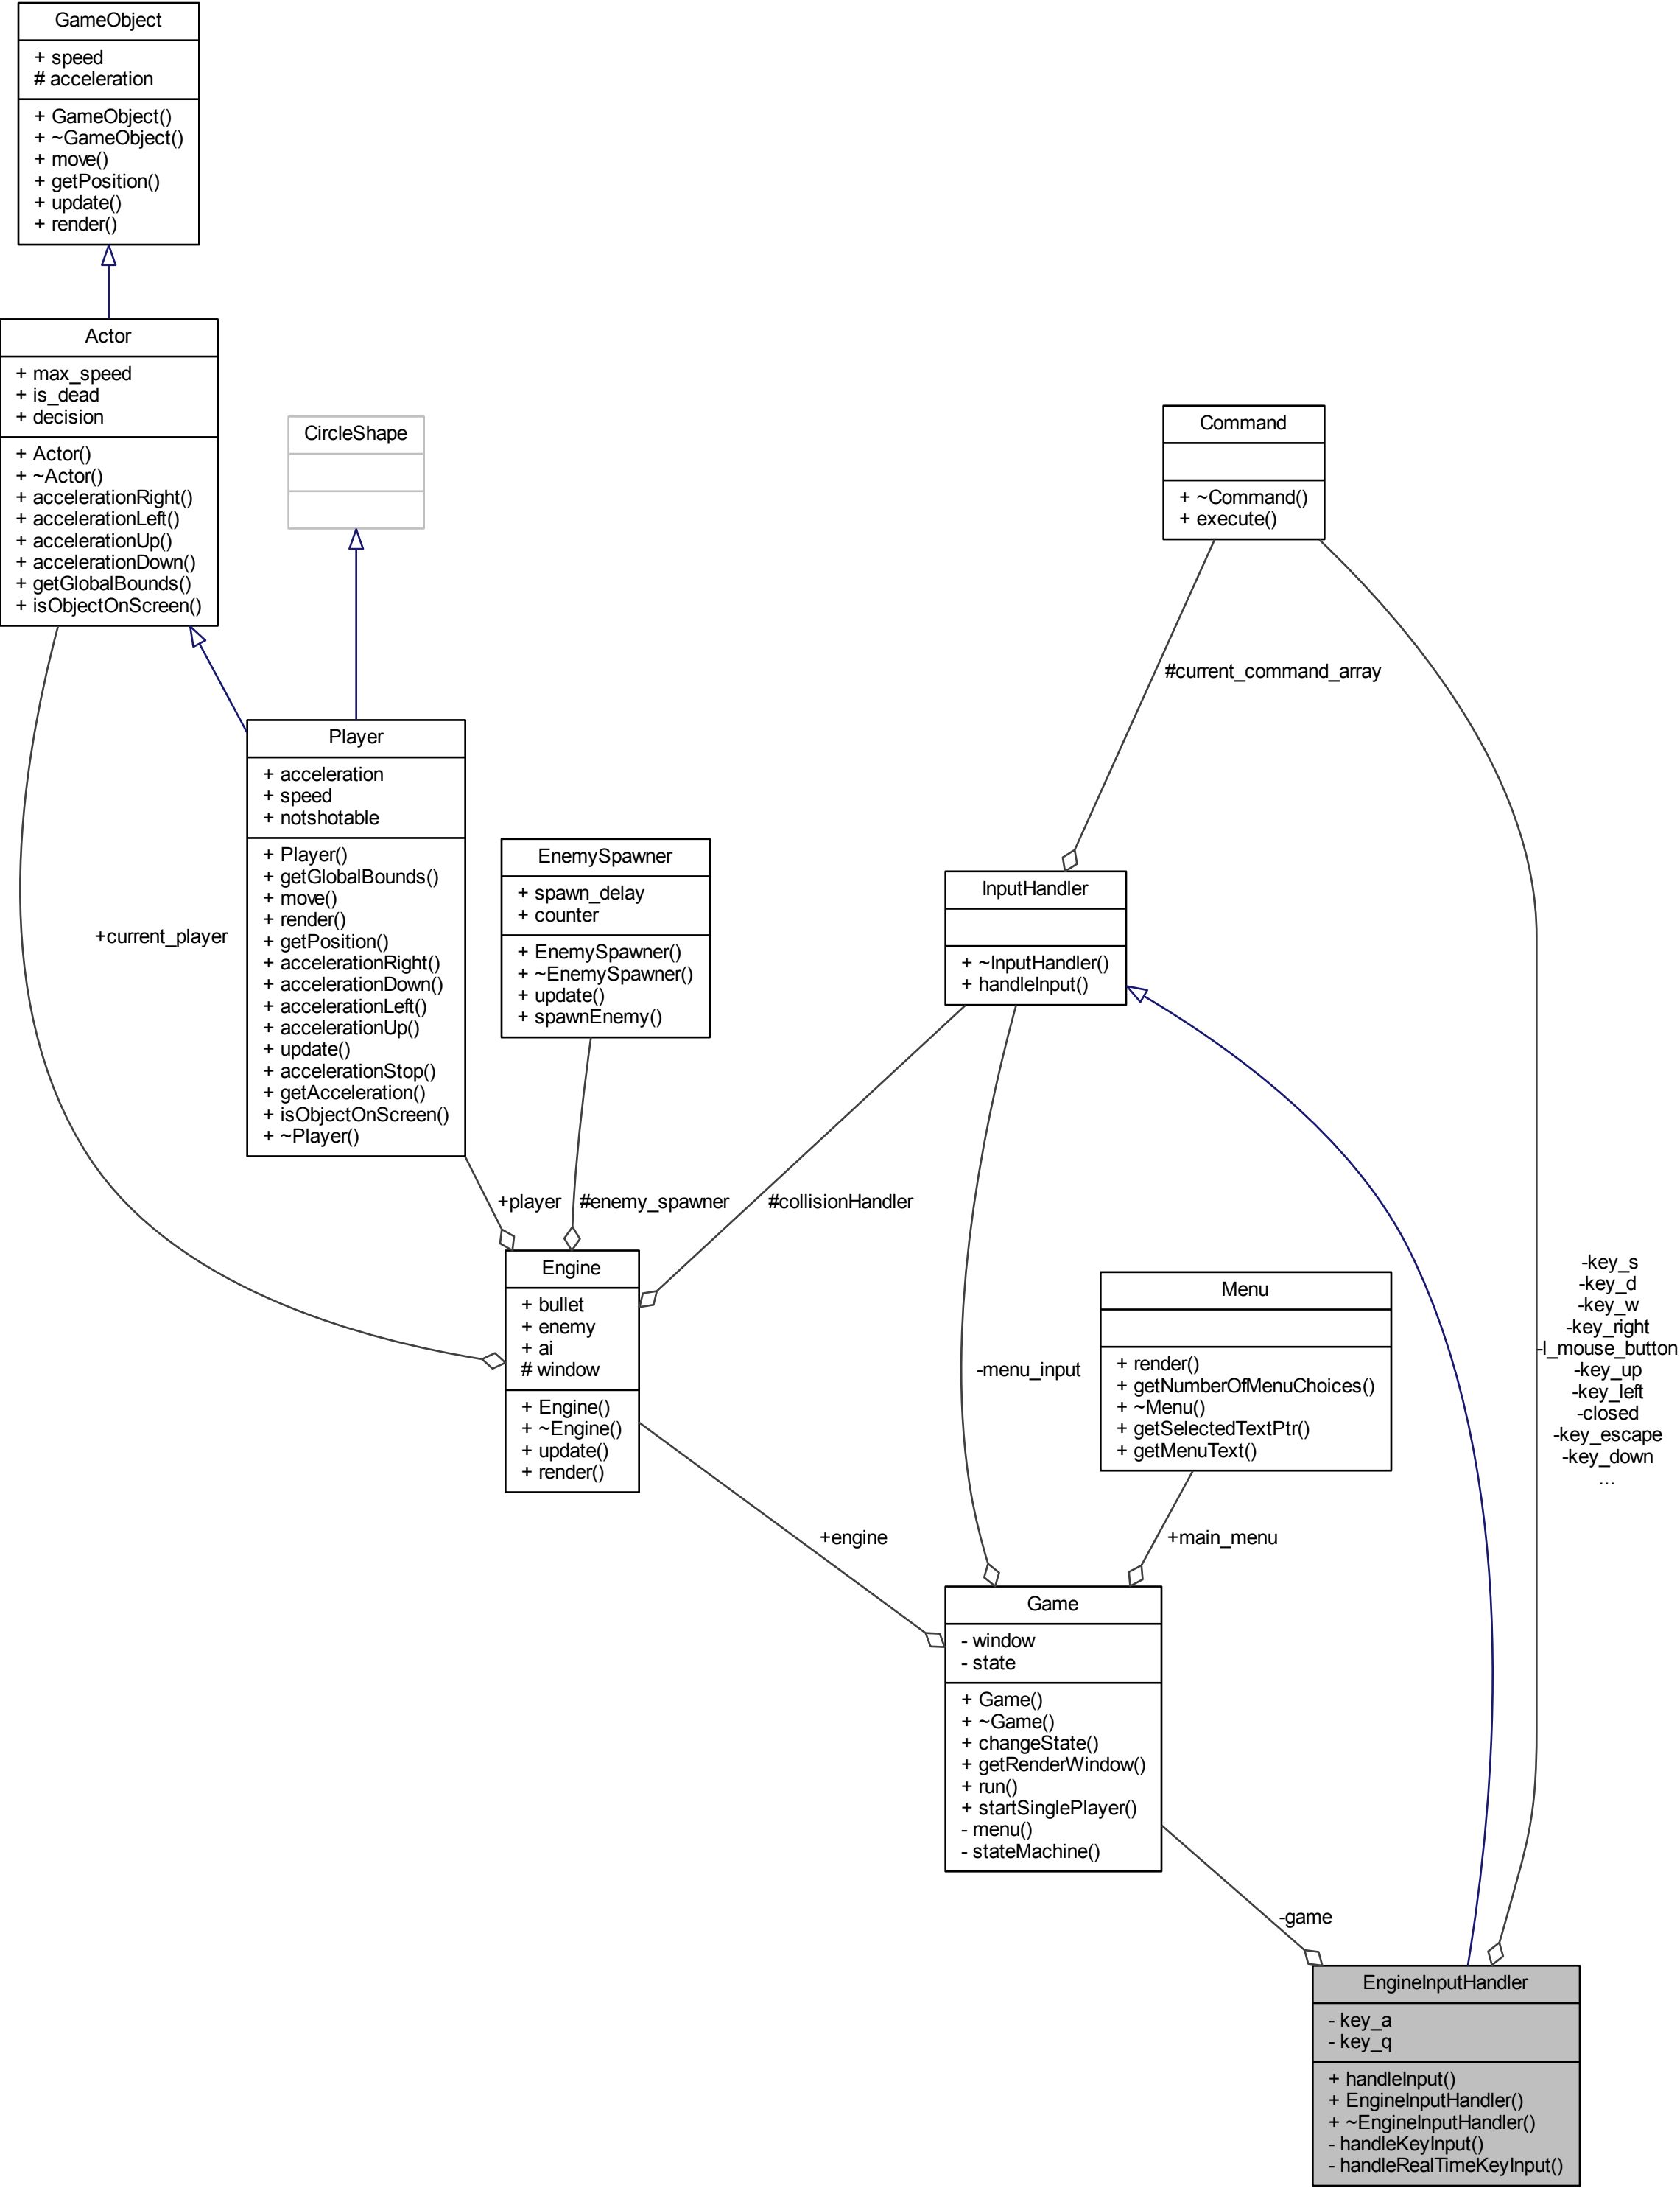 GameObject
+ speed
# acceleration
+ GameObject()
+ ~GameObject()
+ move()
+ getPosition()
+ update()
+ render()
Actor
+ max_speed
+ is_dead
+ decision
+ Actor()
+ ~Actor()
+ accelerationRight()
+ accelerationLeft()
+ accelerationUp()
+ accelerationDown()
+ getGlobalBounds()
+ isObjectOnScreen()
CircleShape
Command
+ ~Command()
+ execute()
#current_command_array
Player
+ acceleration
+ speed
+ notshotable
+ Player()
+ getGlobalBounds()
+ move()
+ render()
+ getPosition()
+ accelerationRight()
+ accelerationDown()
+ accelerationLeft()
+ accelerationUp()
+ update()
+ accelerationStop()
+ getAcceleration()
+ isObjectOnScreen()
+ ~Player()
+current_player
EnemySpawner
+ spawn_delay
+ counter
+ EnemySpawner()
+ ~EnemySpawner()
+ update()
+ spawnEnemy()
InputHandler
+ ~InputHandler()
+ handleInput()
+player
#enemy_spawner
#collisionHandler
Engine
+ bullet
+ enemy
+ ai
# window
+ Engine()
+ ~Engine()
+ update()
+ render()
-menu_input
Menu
+ render()
+ getNumberOfMenuChoices()
+ ~Menu()
+ getSelectedTextPtr()
+ getMenuText()
-key_s
-key_d
-key_w
-key_right
-l_mouse_button
-key_up
-key_left
-closed
-key_escape
-key_down
...
+engine
+main_menu
Game
- window
- state
+ Game()
+ ~Game()
+ changeState()
+ getRenderWindow()
+ run()
+ startSinglePlayer()
- menu()
- stateMachine()
-game
EngineInputHandler
- key_a
- key_q
+ handleInput()
+ EngineInputHandler()
+ ~EngineInputHandler()
- handleKeyInput()
- handleRealTimeKeyInput()